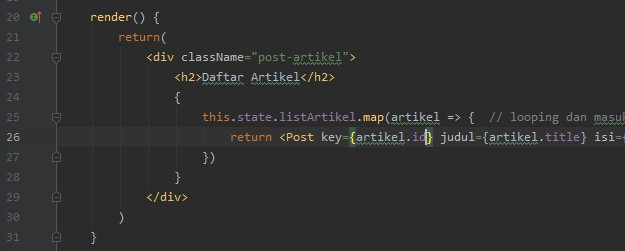 20 render() {
21 return(
22 <div className="post-artikel">
23 <h2>Daftar Artikel</h2>
24 {
25 this.state.listArtikel.map(artikel => { // looping dan masuk
26 return <Post key={artikel.id} judul={artikel.title} isi={
27 })
28 }
29 </div>
30 )
31 }